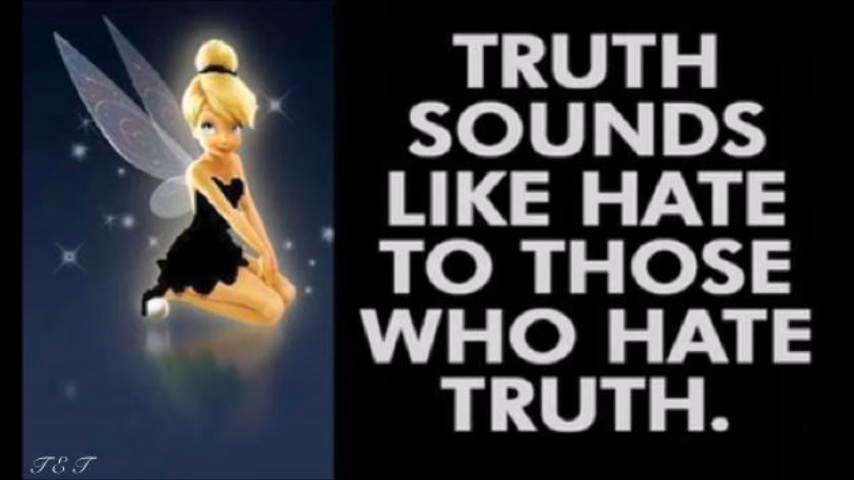 TRUTH
SOUNDS
LIKE HATE
TO THOSE
WHO HATE
TRUTH.
T&T